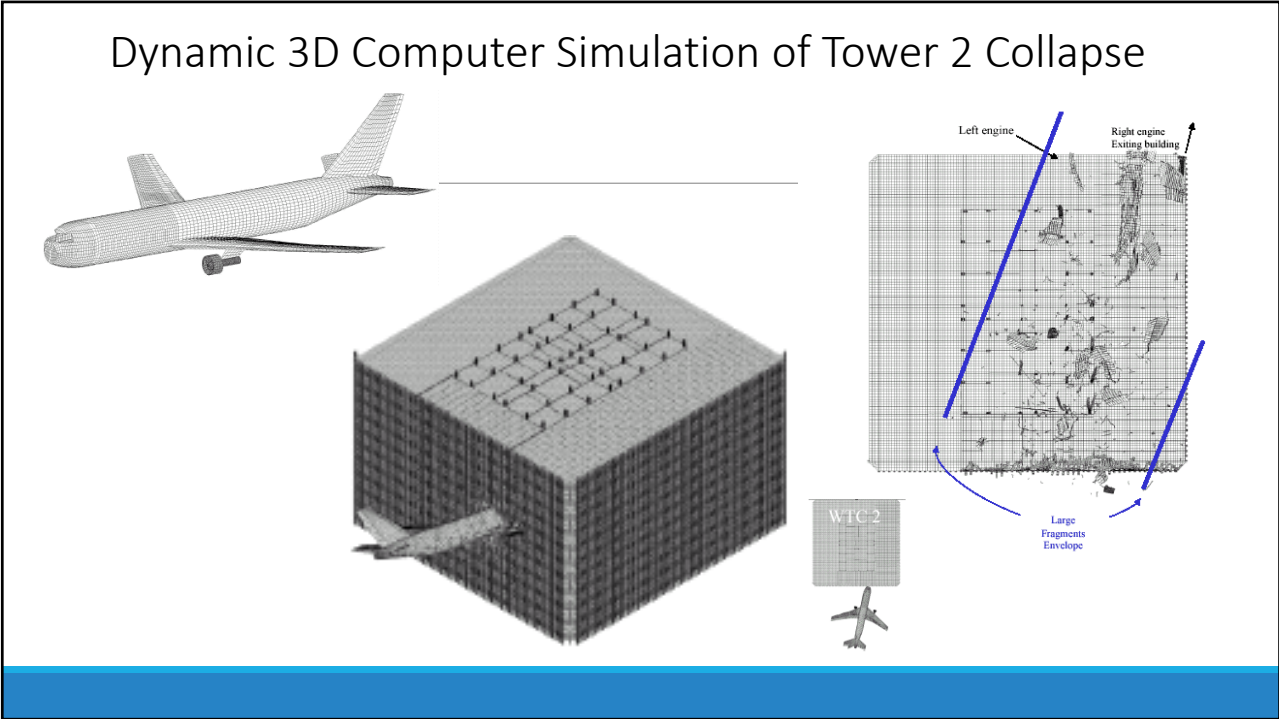 Dynamic 3D Computer Simulation of Tower 2 Collapse
Left engine
Right engine
Exiting building
WTC 2
Large
Fragments
Envelope